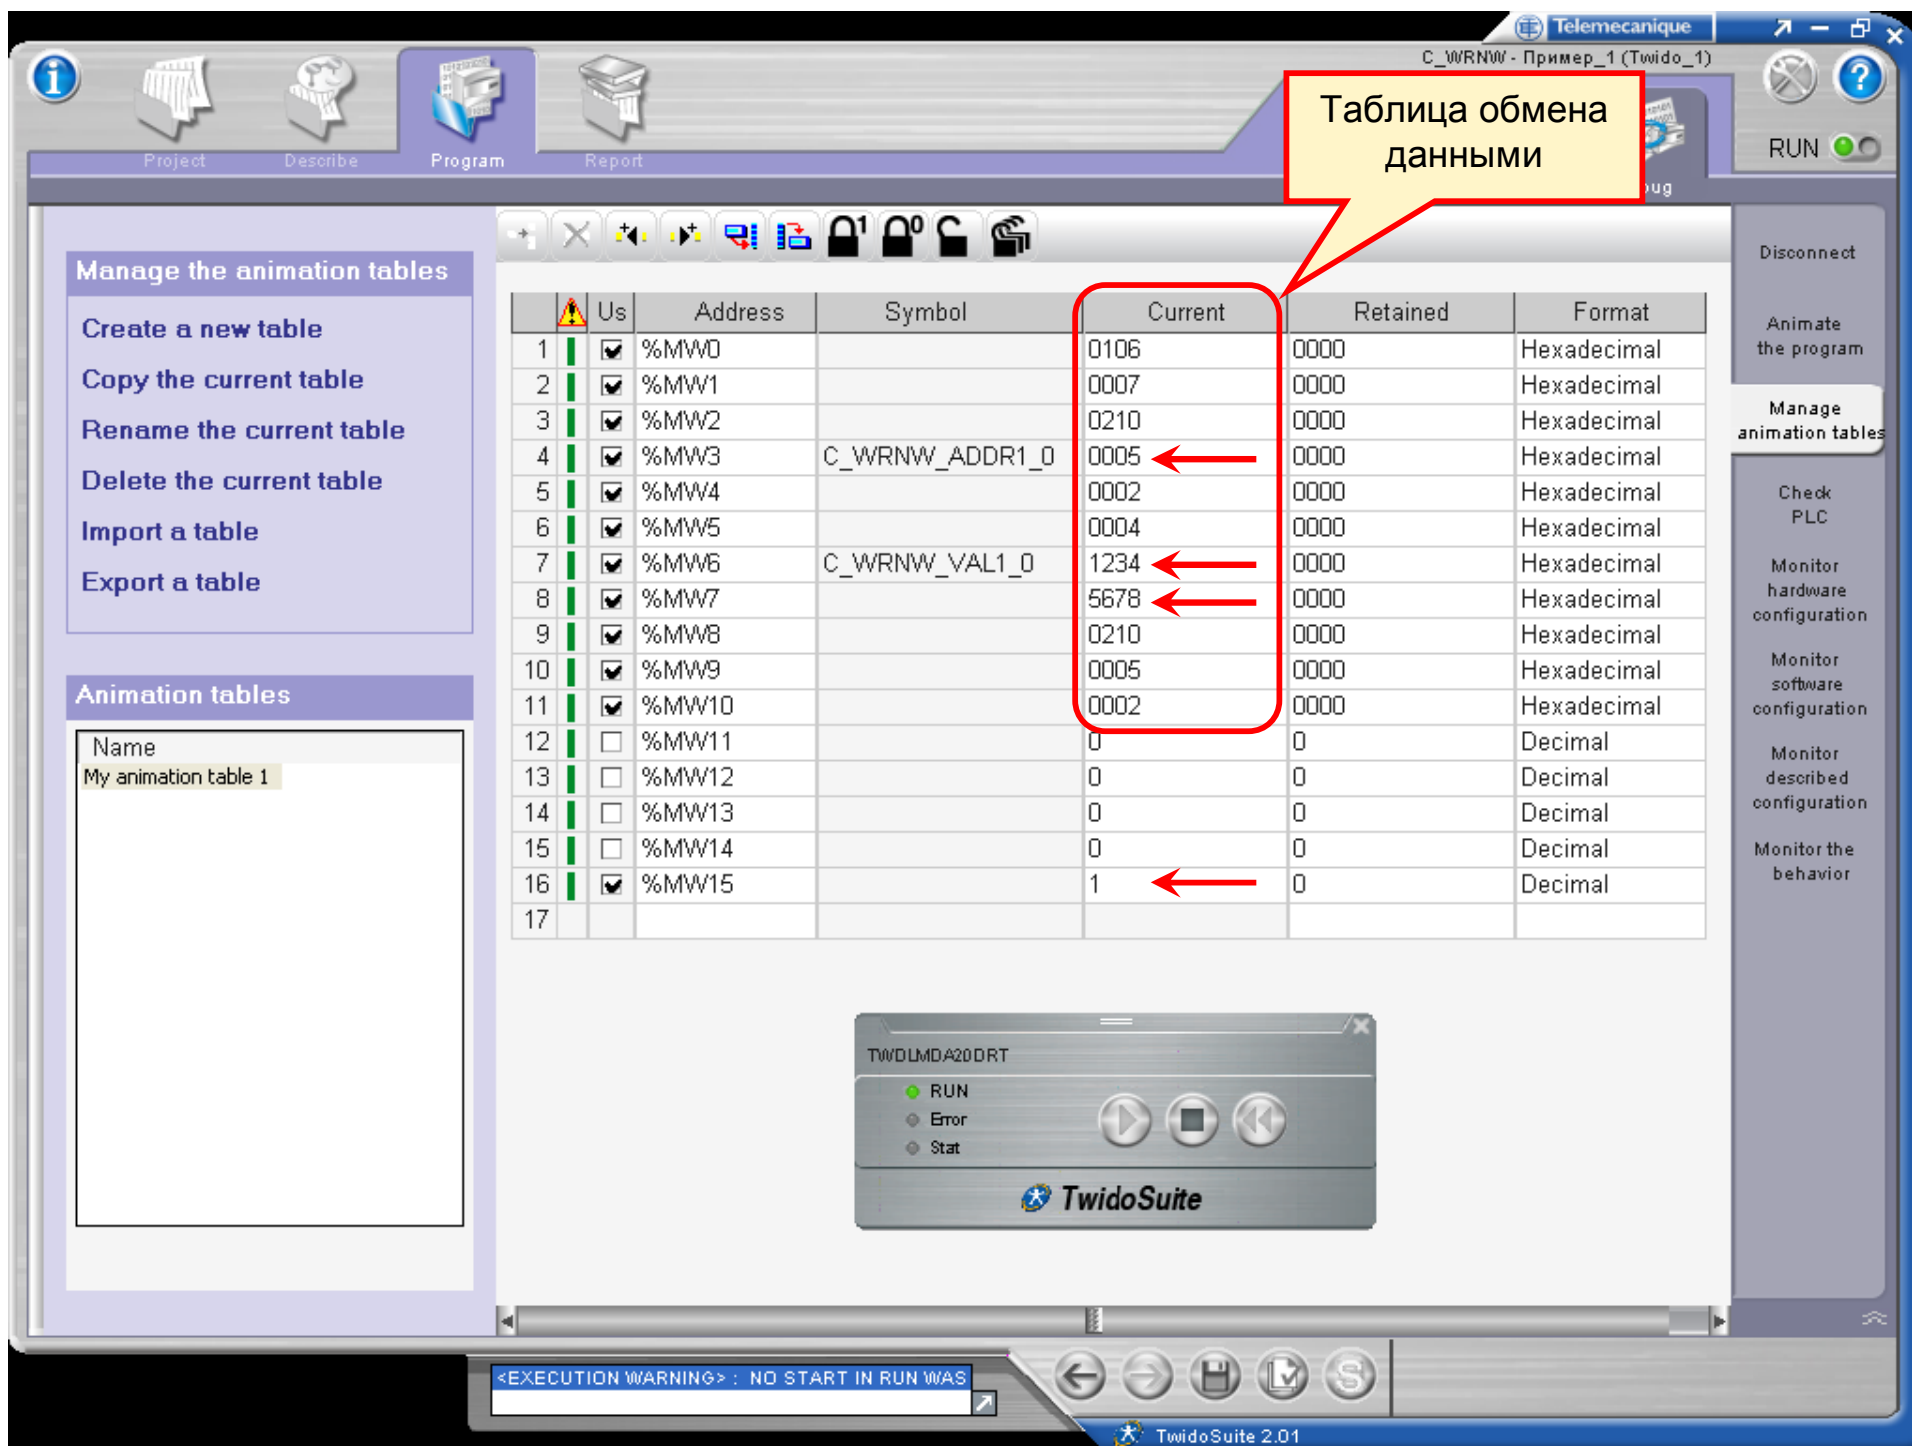 Telemecanique
C_WRNW - Пример_1 (Twido_1)
Таблица обмена
данными
Project Describe Program Report
RUN
Disconnect
Animate
the program
Manage
animation tables
Check
PLC
Monitor
hardware
configuration
Monitor
software
configuration
Monitor
described
configuration
Monitor the
behavior
Manage the animation tables
Create a new table
Copy the current table
Rename the current table
Delete the current table
Import a table
Export a table
Animation tables
Name
My animation table 1
Us Address Symbol Current Retained Format
1 %MW0 0106 0000 Hexadecimal
2 %MW1 0007 0000 Hexadecimal
3 %MW2 0210 0000 Hexadecimal
4 %MW3 C_WRNW_ADDR1_0 0005 0000 Hexadecimal
5 %MW4 0002 0000 Hexadecimal
6 %MW5 0004 0000 Hexadecimal
7 %MW6 C_WRNW_VAL1_0 1234 0000 Hexadecimal
8 %MW7 5678 0000 Hexadecimal
9 %MW8 0210 0000 Hexadecimal
10 %MW9 0005 0000 Hexadecimal
11 %MW10 0002 0000 Hexadecimal
12 %MW11 0 0 Decimal
13 %MW12 0 0 Decimal
14 %MW13 0 0 Decimal
15 %MW14 0 0 Decimal
16 %MW15 1 0 Decimal
17
TWDLMDA20DRT
RUN
Error
Stat
TwidoSuite
<EXECUTION WARNING> : NO START IN RUN WAS
TwidoSuite 2.01